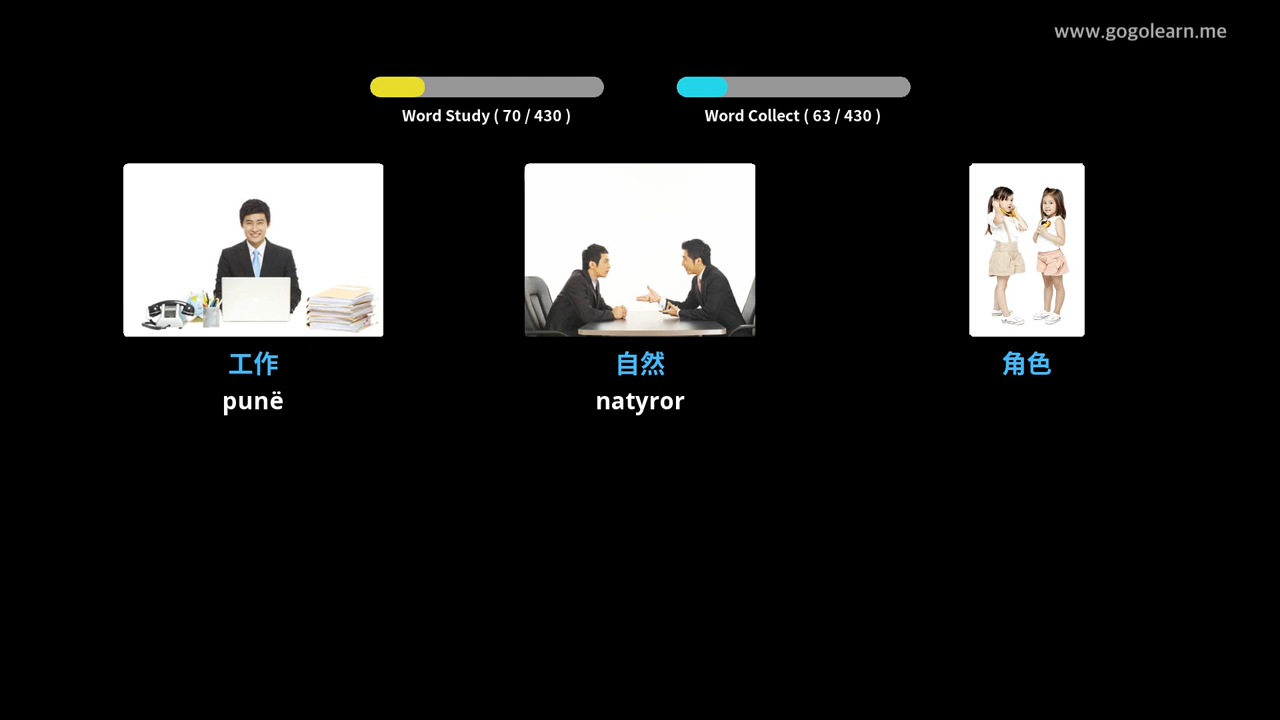 www.gogolearn.me
Word Study ( 70 / 430 )
Word Collect ( 63 / 430 )
工作
自然
角色
punë
natyror